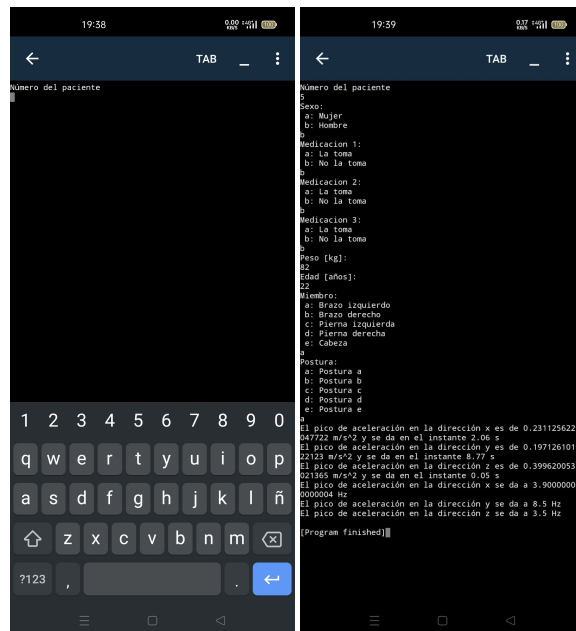 19:38
0.00 KB/S 100
TAB
Número del paciente
1 2 3 4 5 6 7 8 9 0
q w e r t y u i o p
a s d f g h j k l ñ
z x c v b n m
?123 , .
19:39
0.17 KB/S 100
TAB
Número del paciente
5
Sexo:
a: Mujer
b: Hombre
b
Medicacion 1:
a: La toma
b: No la toma
b
Medicacion 2:
a: La toma
b: No la toma
b
Medicacion 3:
a: La toma
b: No la toma
b
Peso [kg]:
82
Edad [años]:
22
Miembro:
a: Brazo izquierdo
b: Brazo derecho
c: Pierna izquierda
d: Pierna derecha
e: Cabeza
a
Postura:
a: Postura a
b: Postura b
c: Postura c
d: Postura d
e: Postura e
a
El pico de aceleración en la dirección x es de 0.231125622
047722 m/s^2 y se da en el instante 2.06 s
El pico de aceleración en la dirección y es de 0.197126101
22123 m/s^2 y se da en el instante 8.77 s
El pico de aceleración en la dirección z es de 0.399620053
021365 m/s^2 y se da en el instante 0.05 s
El pico de aceleración en la dirección x se da a 3.9000000
0000004 Hz
El pico de aceleración en la dirección y se da a 8.5 Hz
El pico de aceleración en la dirección z se da a 3.5 Hz
[Program finished]